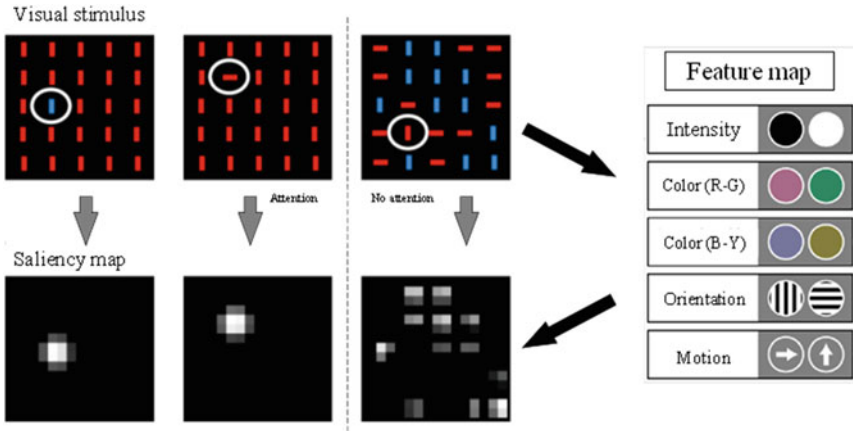 Visual stimulus
Attention
No attention
Saliency map
Feature map
Intensity
Color (R-G)
Color (B-Y)
Orientation
Motion